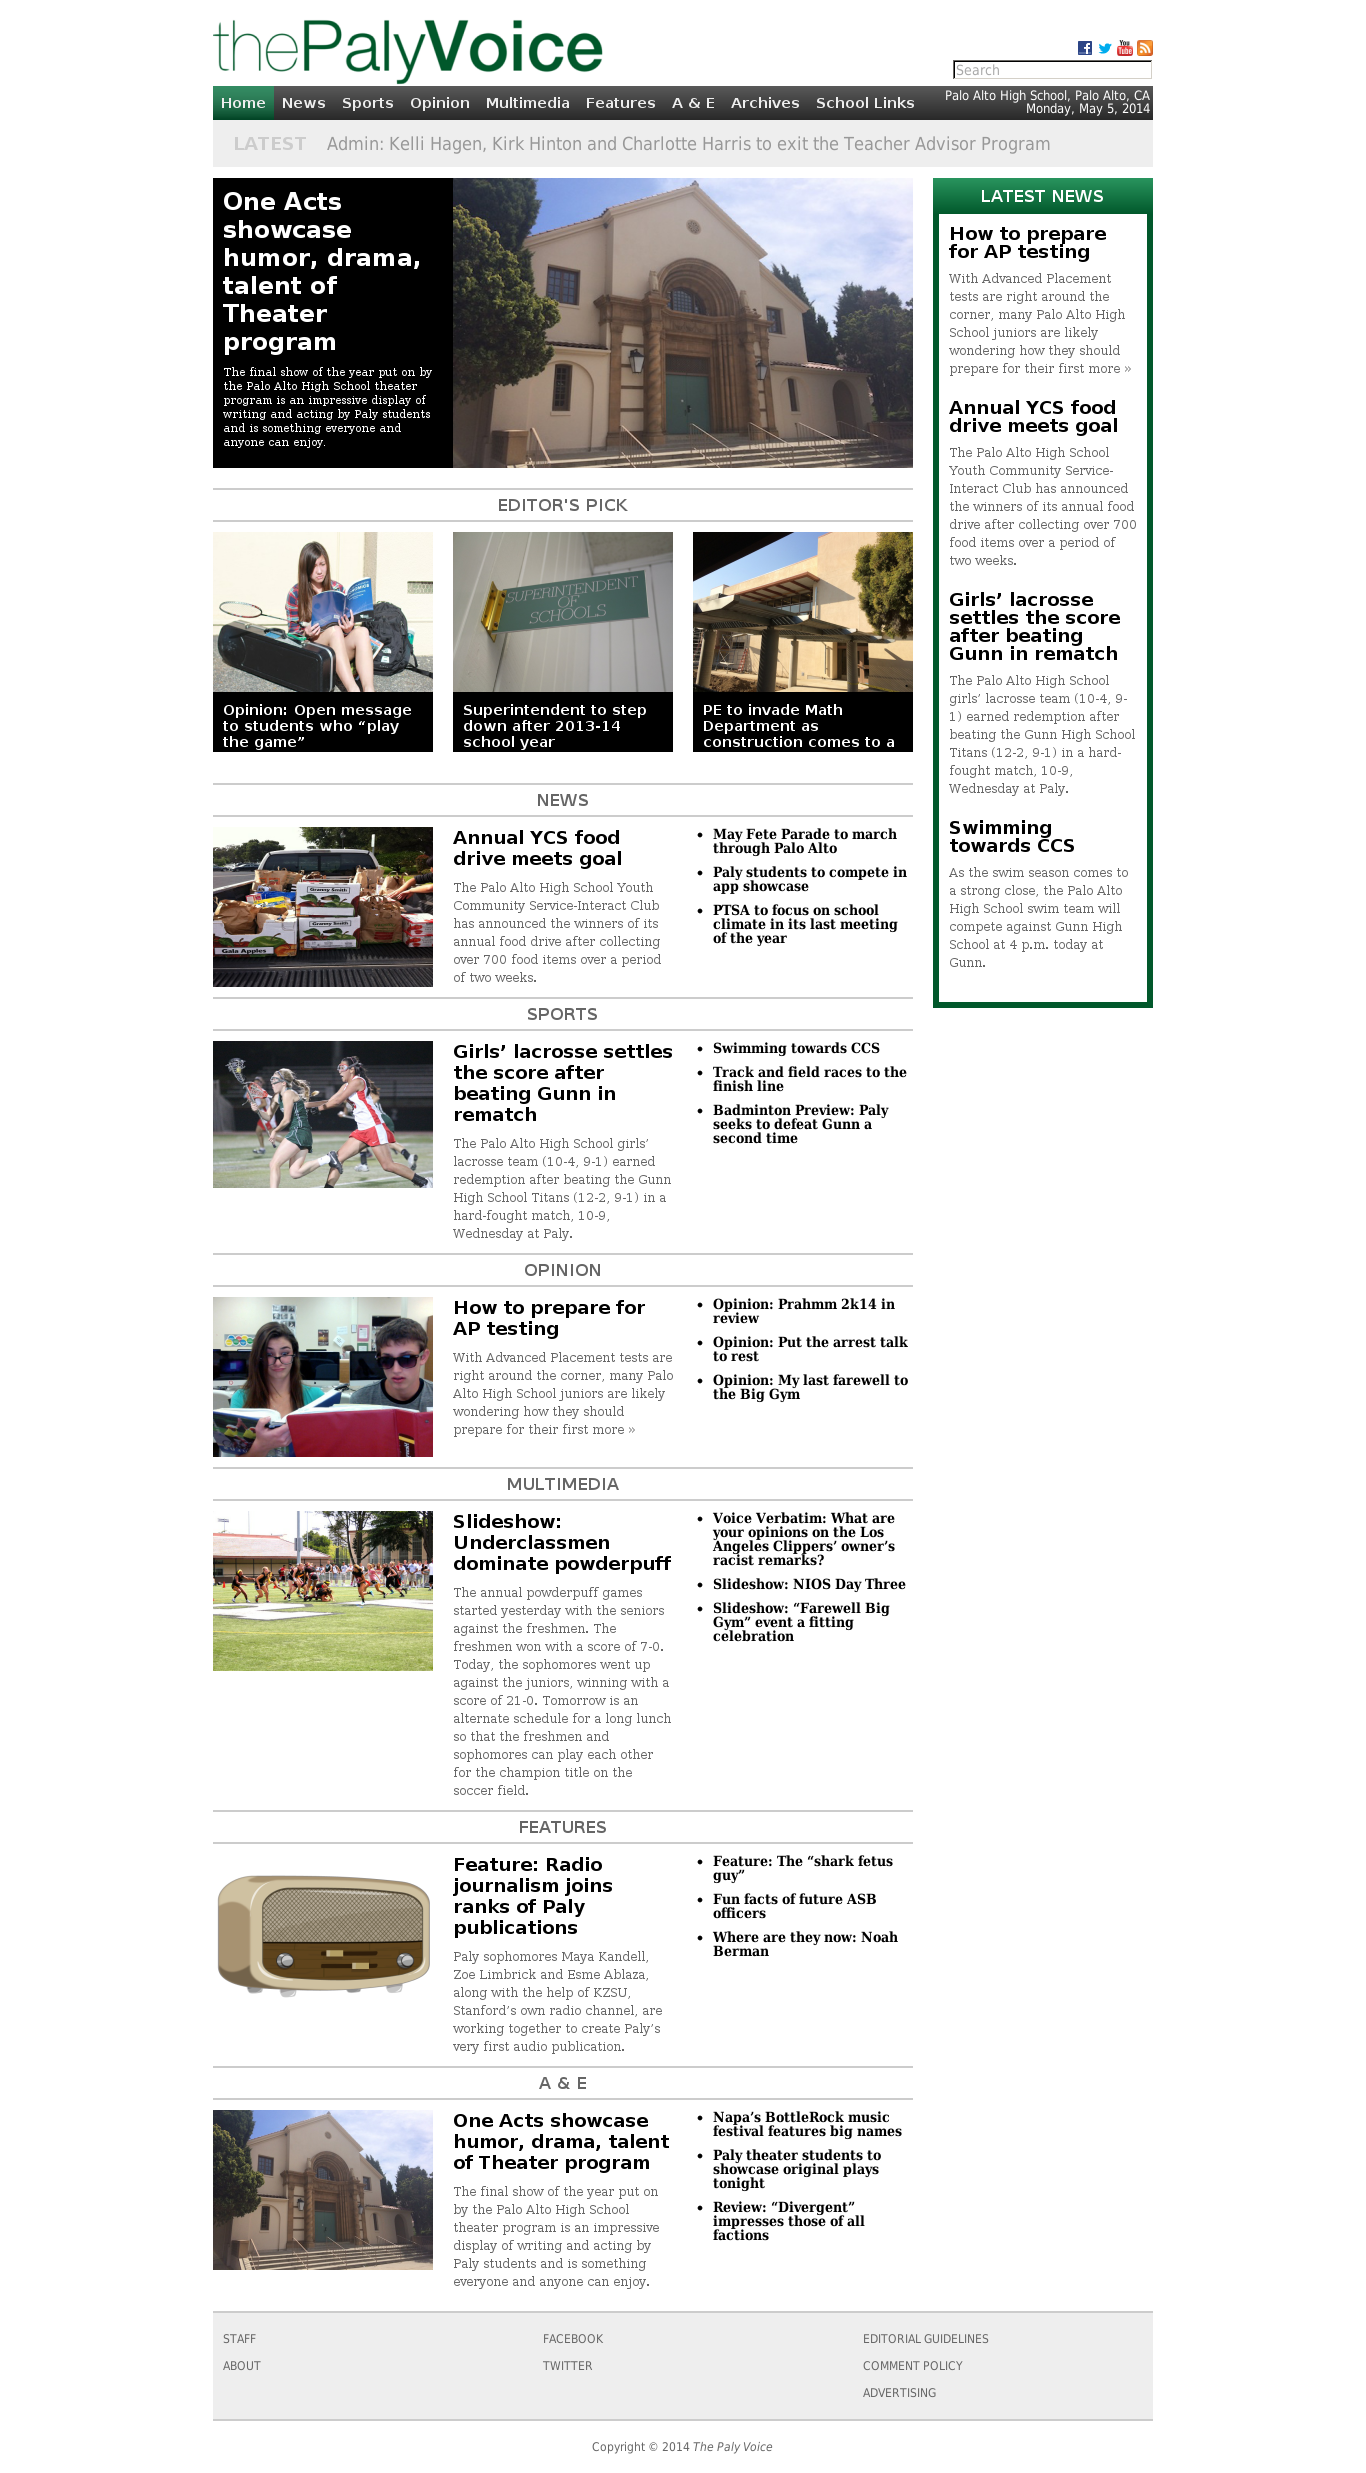 thePalyVoice
Search
Home News Sports Opinion Multimedia Features A & E Archives School Links
Palo Alto High School, Palo Alto, CA
Monday, May 5, 2014
LATEST Admin: Kelli Hagen, Kirk Hinton and Charlotte Harris to exit the Teacher Advisor Program
One Acts
showcase
humor, drama,
talent of
Theater
program
The final show of the year put on by
the Palo Alto High School theater
program is an impressive display of
writing and acting by Paly students
and is something everyone and
anyone can enjoy.
LATEST NEWS
How to prepare
for AP testing
With Advanced Placement
tests are right around the
corner, many Palo Alto High
School juniors are likely
wondering how they should
prepare for their first more »
Annual YCS food
drive meets goal
The Palo Alto High School
Youth Community Service-
Interact Club has announced
the winners of its annual food
drive after collecting over 700
food items over a period of
two weeks.
Girls’ lacrosse
settles the score
after beating
Gunn in rematch
The Palo Alto High School
girls’ lacrosse team (10-4, 9-
1) earned redemption after
beating the Gunn High School
Titans (12-2, 9-1) in a hard-
fought match, 10-9,
Wednesday at Paly.
Swimming
towards CCS
As the swim season comes to
a strong close, the Palo Alto
High School swim team will
compete against Gunn High
School at 4 p.m. today at
Gunn.
EDITOR'S PICK
SUPERINTENDENT
OF
SCHOOLS
Opinion: Open message
to students who “play
the game”
Superintendent to step
down after 2013-14
school year
PE to invade Math
Department as
construction comes to a
NEWS
Granny Smith
Granny Smith
Gala Apples
Annual YCS food
drive meets goal
The Palo Alto High School Youth
Community Service-Interact Club
has announced the winners of its
annual food drive after collecting
over 700 food items over a period
of two weeks.
May Fete Parade to march
through Palo Alto
Paly students to compete in
app showcase
PTSA to focus on school
climate in its last meeting
of the year
SPORTS
Girls’ lacrosse settles
the score after
beating Gunn in
rematch
The Palo Alto High School girls’
lacrosse team (10-4, 9-1) earned
redemption after beating the Gunn
High School Titans (12-2, 9-1) in a
hard-fought match, 10-9,
Wednesday at Paly.
Swimming towards CCS
Track and field races to the
finish line
Badminton Preview: Paly
seeks to defeat Gunn a
second time
OPINION
How to prepare for
AP testing
With Advanced Placement tests are
right around the corner, many Palo
Alto High School juniors are likely
wondering how they should
prepare for their first more »
Opinion: Prahmm 2k14 in
review
Opinion: Put the arrest talk
to rest
Opinion: My last farewell to
the Big Gym
MULTIMEDIA
Slideshow:
Underclassmen
dominate powderpuff
The annual powderpuff games
started yesterday with the seniors
against the freshmen. The
freshmen won with a score of 7-0.
Today, the sophomores went up
against the juniors, winning with a
score of 21-0. Tomorrow is an
alternate schedule for a long lunch
so that the freshmen and
sophomores can play each other
for the champion title on the
soccer field.
Voice Verbatim: What are
your opinions on the Los
Angeles Clippers’ owner’s
racist remarks?
Slideshow: NIOS Day Three
Slideshow: “Farewell Big
Gym” event a fitting
celebration
FEATURES
Feature: Radio
journalism joins
ranks of Paly
publications
Paly sophomores Maya Kandell,
Zoe Limbrick and Esme Ablaza,
along with the help of KZSU,
Stanford’s own radio channel, are
working together to create Paly’s
very first audio publication.
Feature: The “shark fetus
guy”
Fun facts of future ASB
officers
Where are they now: Noah
Berman
A & E
One Acts showcase
humor, drama, talent
of Theater program
The final show of the year put on
by the Palo Alto High School
theater program is an impressive
display of writing and acting by
Paly students and is something
everyone and anyone can enjoy.
Napa’s BottleRock music
festival features big names
Paly theater students to
showcase original plays
tonight
Review: “Divergent”
impresses those of all
factions
STAFF
ABOUT
FACEBOOK
TWITTER
EDITORIAL GUIDELINES
COMMENT POLICY
ADVERTISING
Copyright © 2014 The Paly Voice